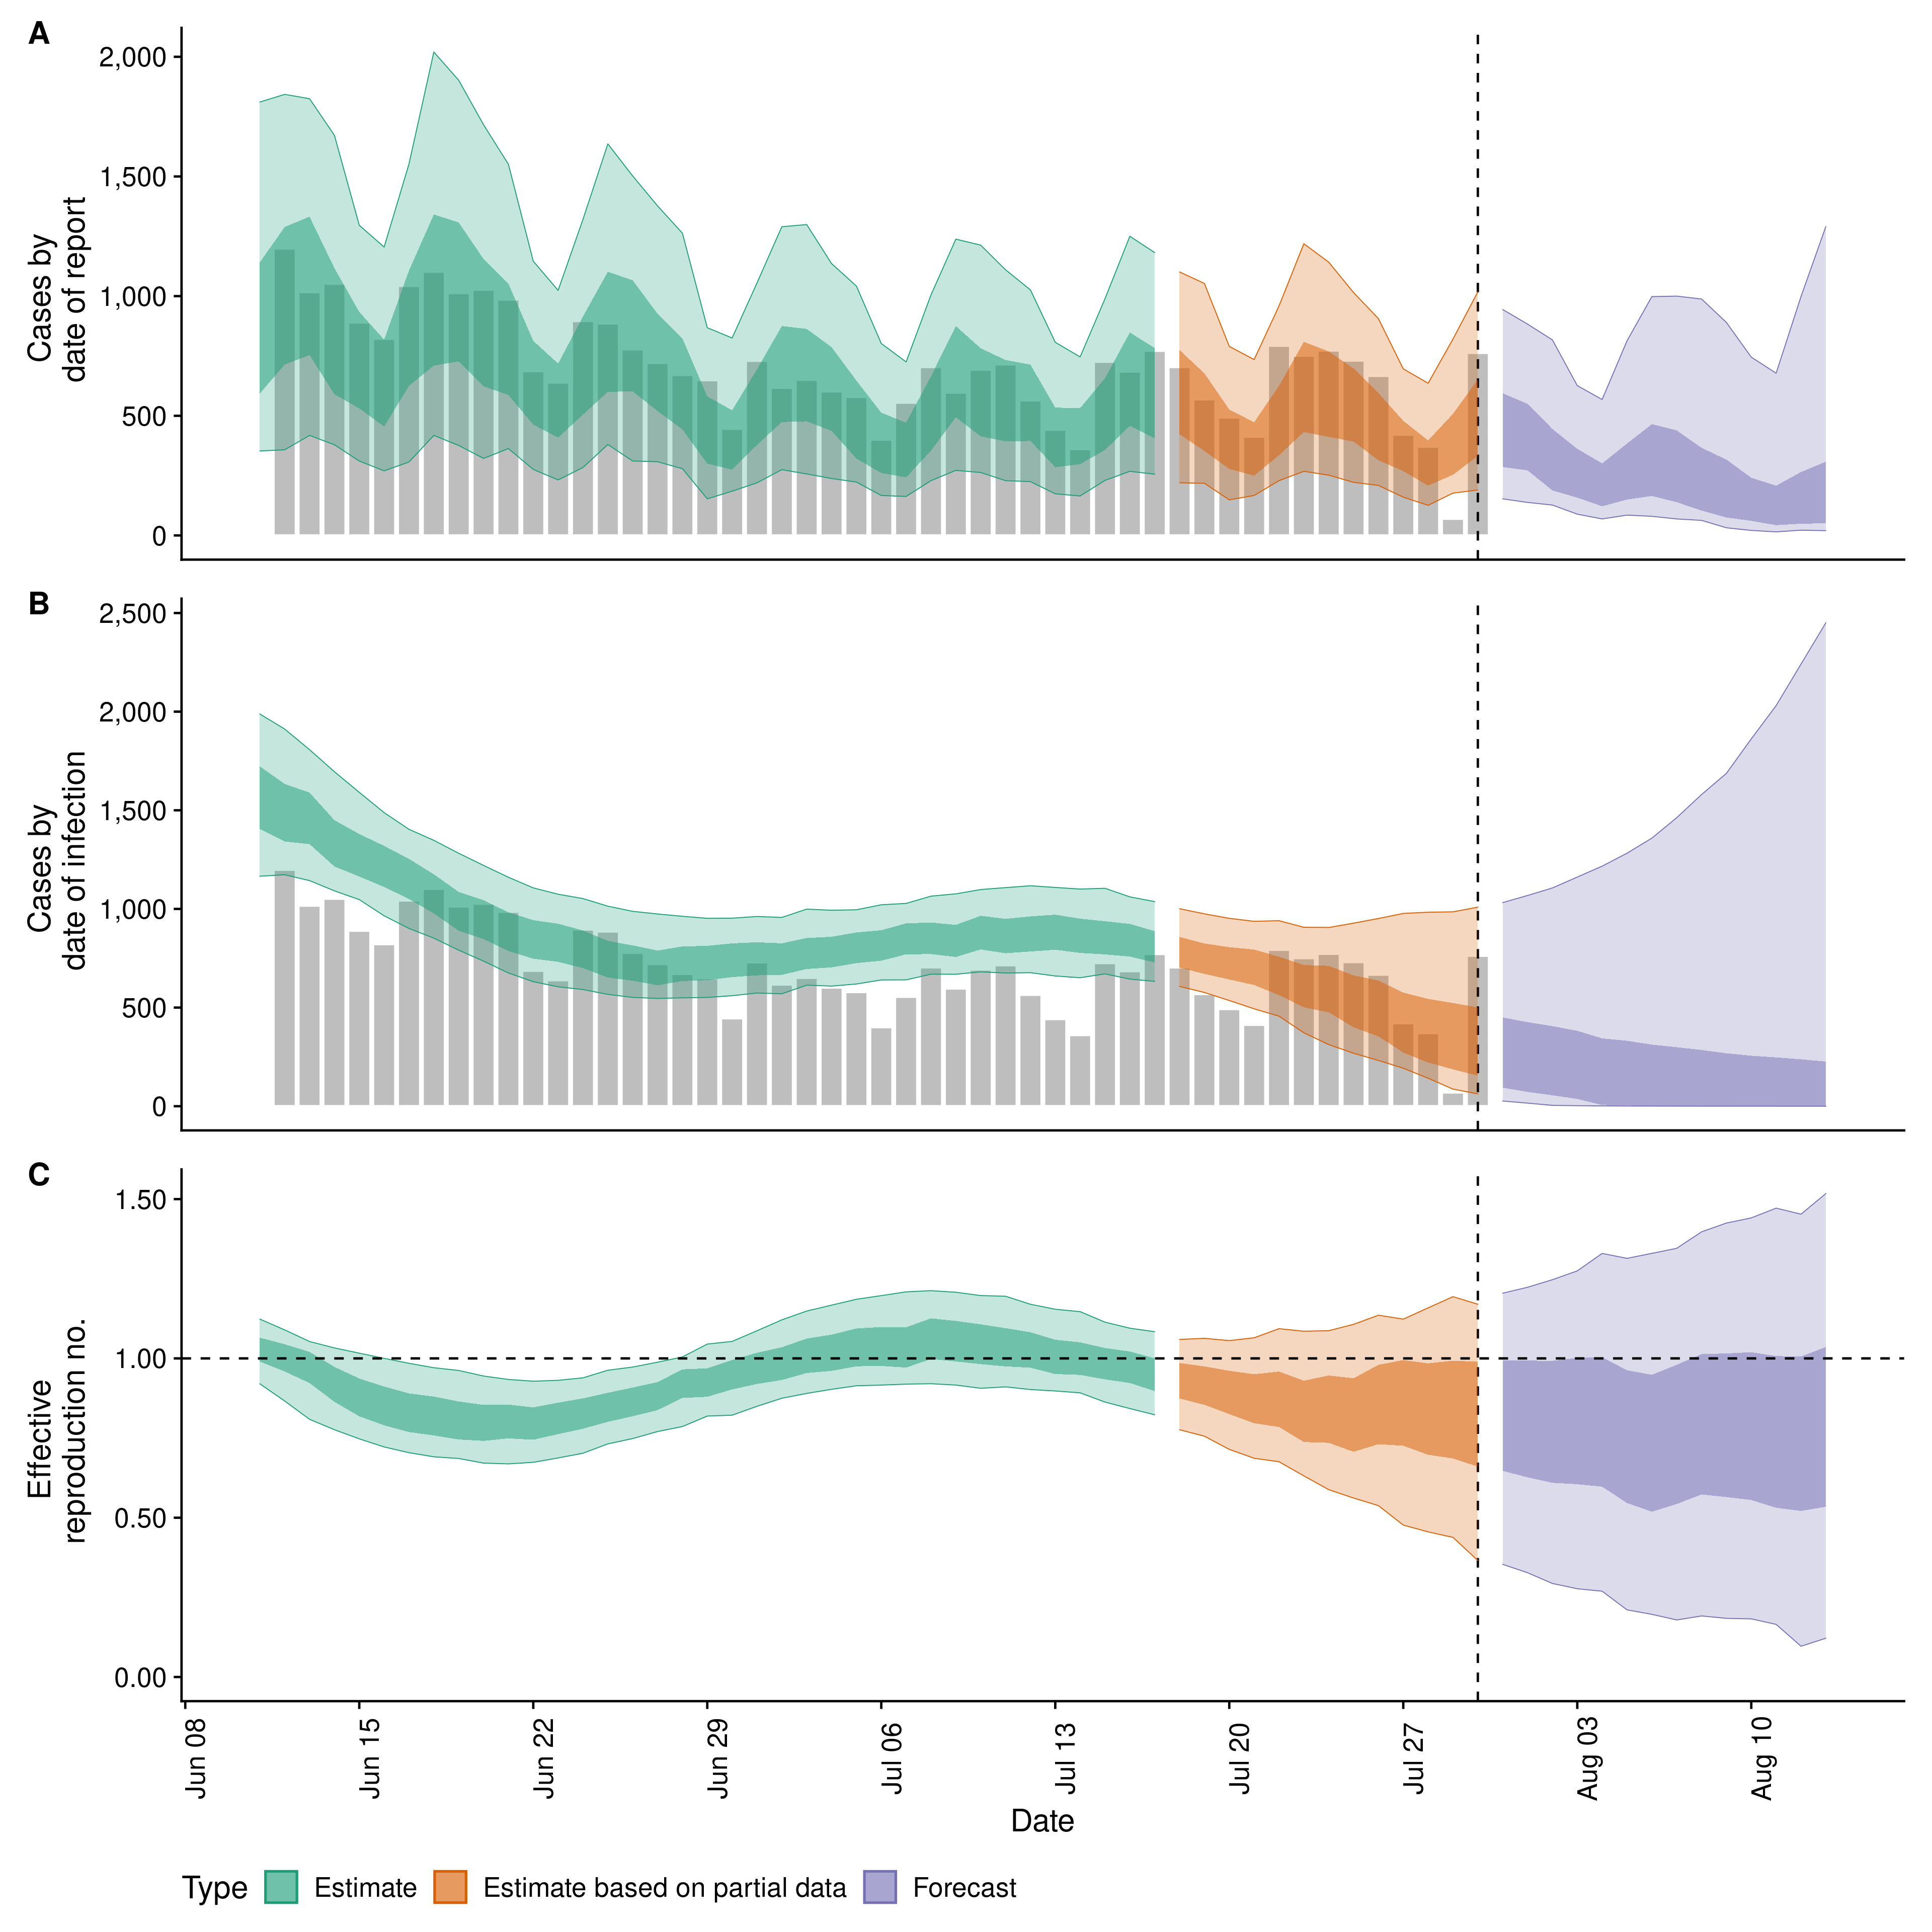 A
2,000
1,500
1,000
500
0
Cases by
date of report
B
2,500
2,000
1,500
1,000
500
0
Cases by
date of infection
C
1.50
1.00
0.50
0.00
Effective
reproduction no.
Jun 08
Jun 15
Jun 22
Jun 29
Jul 06
Jul 13
Jul 20
Jul 27
Aug 03
Aug 10
Date
Type Estimate Estimate based on partial data Forecast